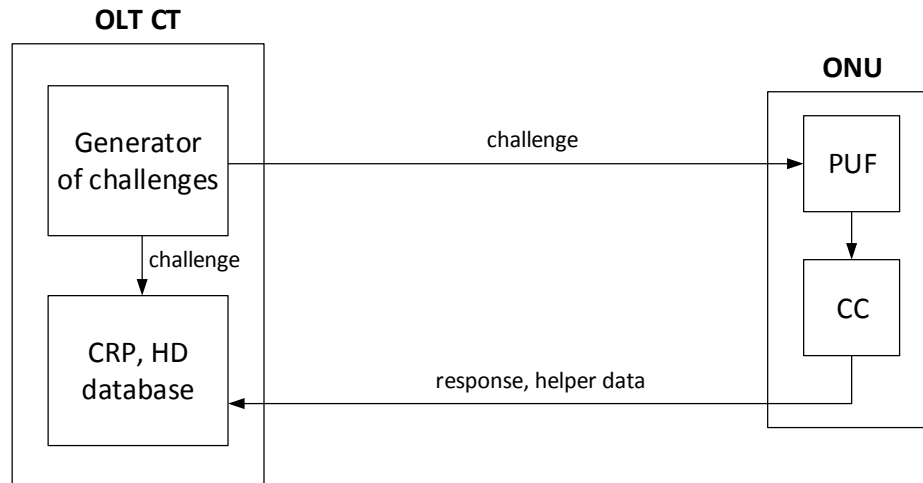 OLT CT
ONU
Generator
of challenges
challenge
PUF
challenge
CC
CRP, HD
database
response, helper data